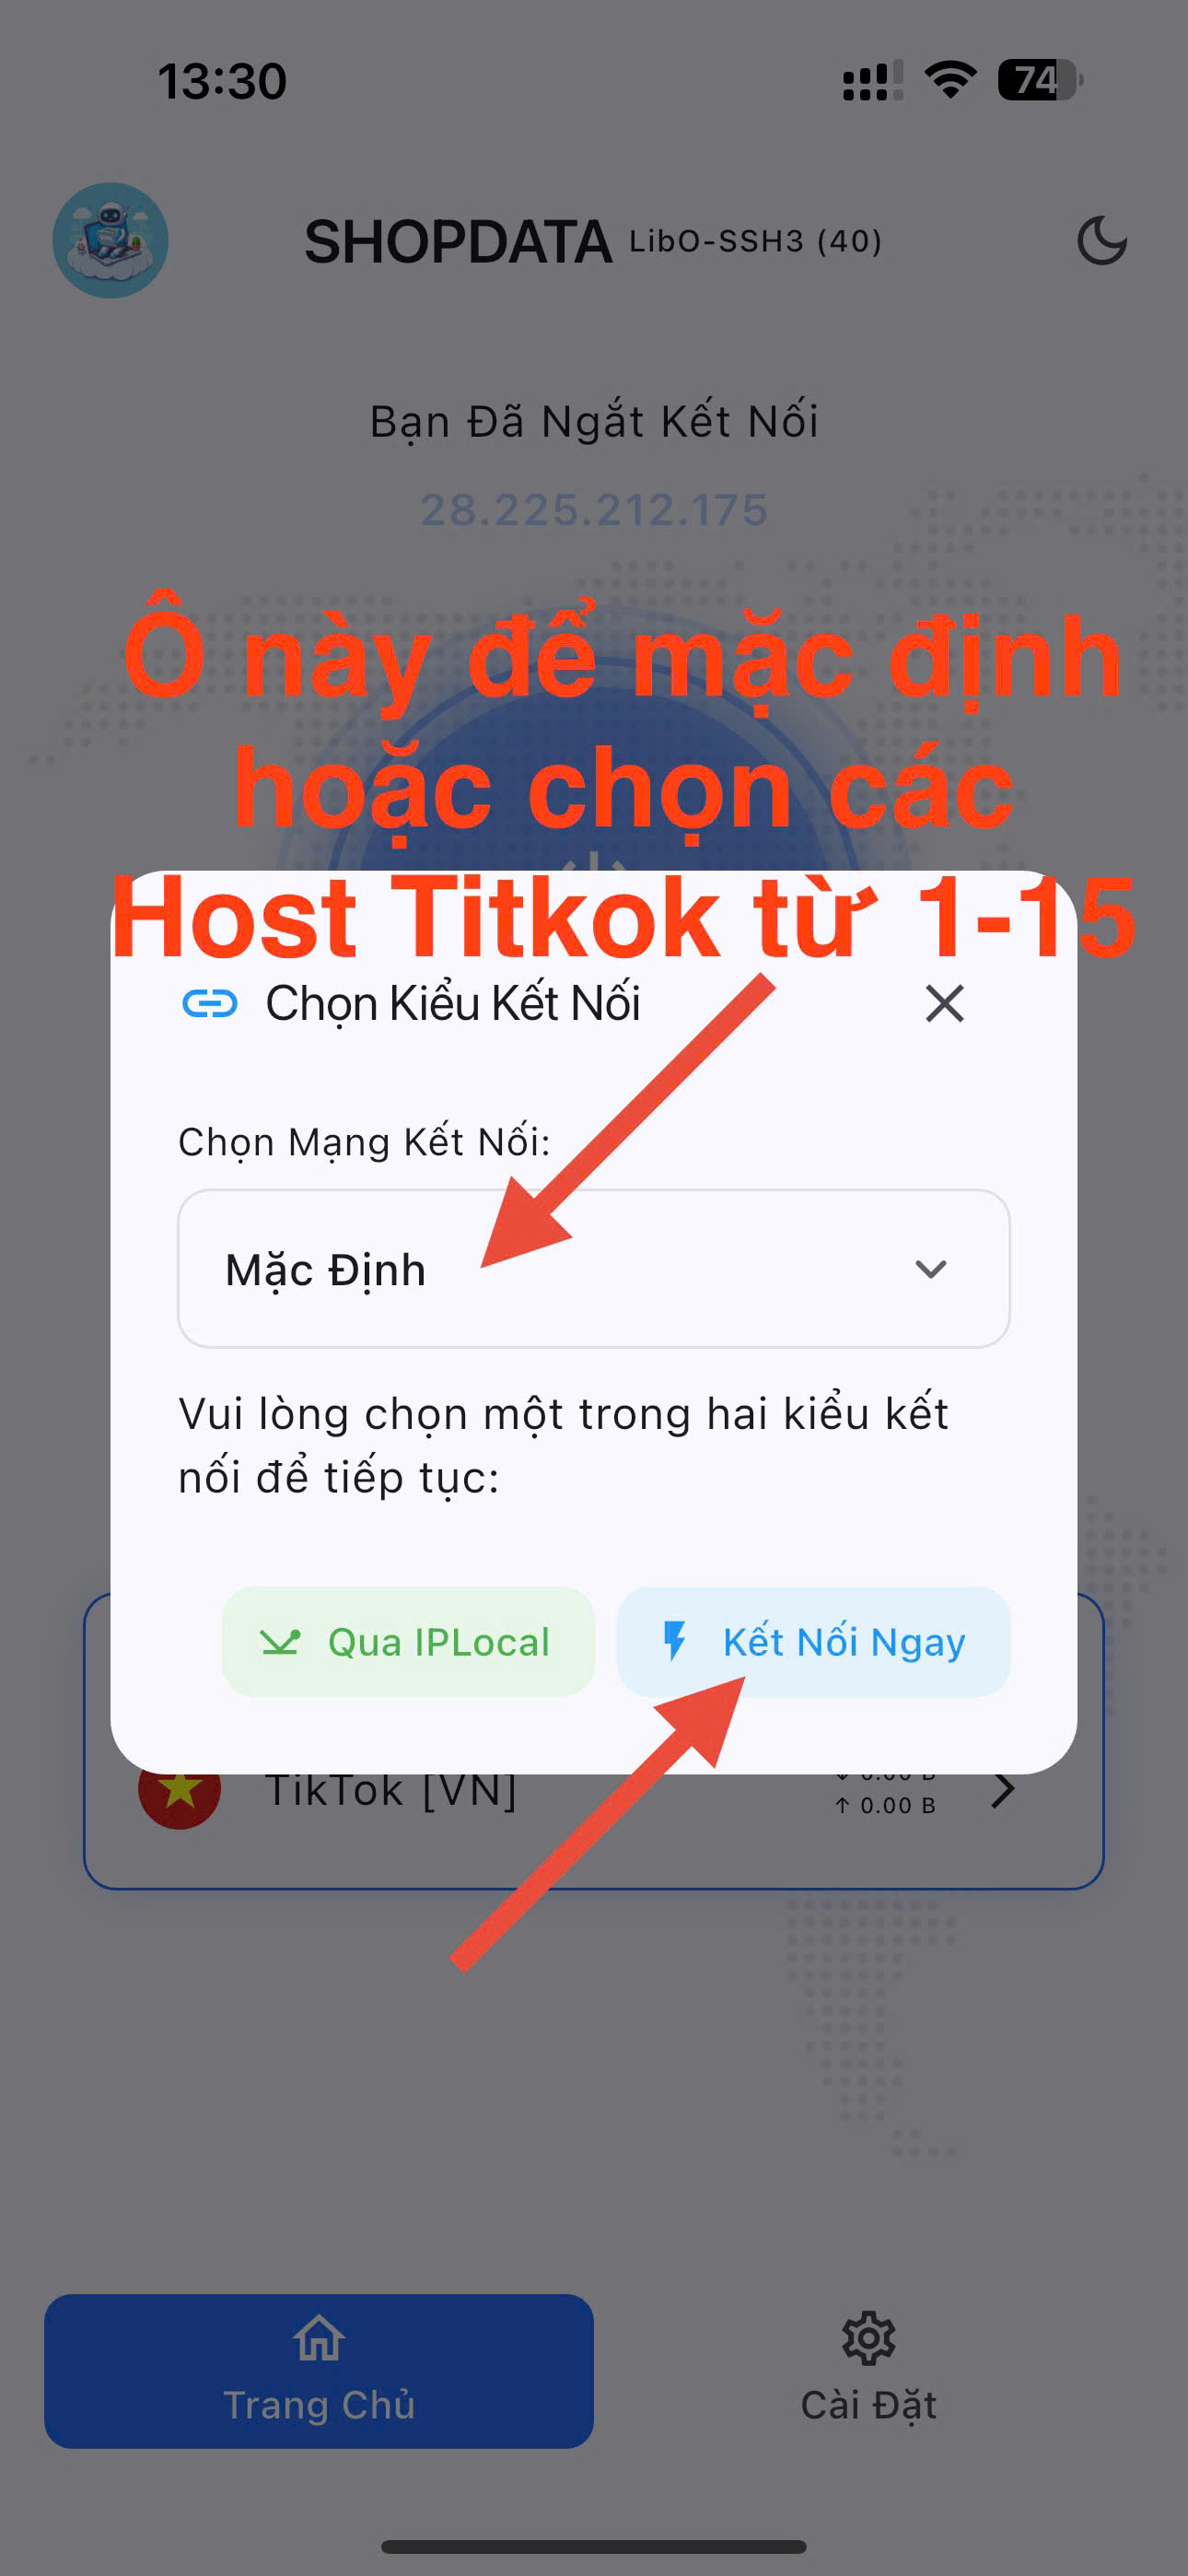 13:30
74
SHOPDATA LibO-SSH3 (40)
Bạn Đã Ngắt Kết Nối
28.225.212.175
Ô này để mặc định
hoặc chọn các
Host Titkok từ 1-15
Chọn Kiểu Kết Nối
Chọn Mạng Kết Nối:
Mặc Định
Vui lòng chọn một trong hai kiểu kết
nối để tiếp tục:
Qua IPLocal
Kết Nối Ngay
TikTok [VN]
↓ 0.00 B
↑ 0.00 B
Trang Chủ
Cài Đặt